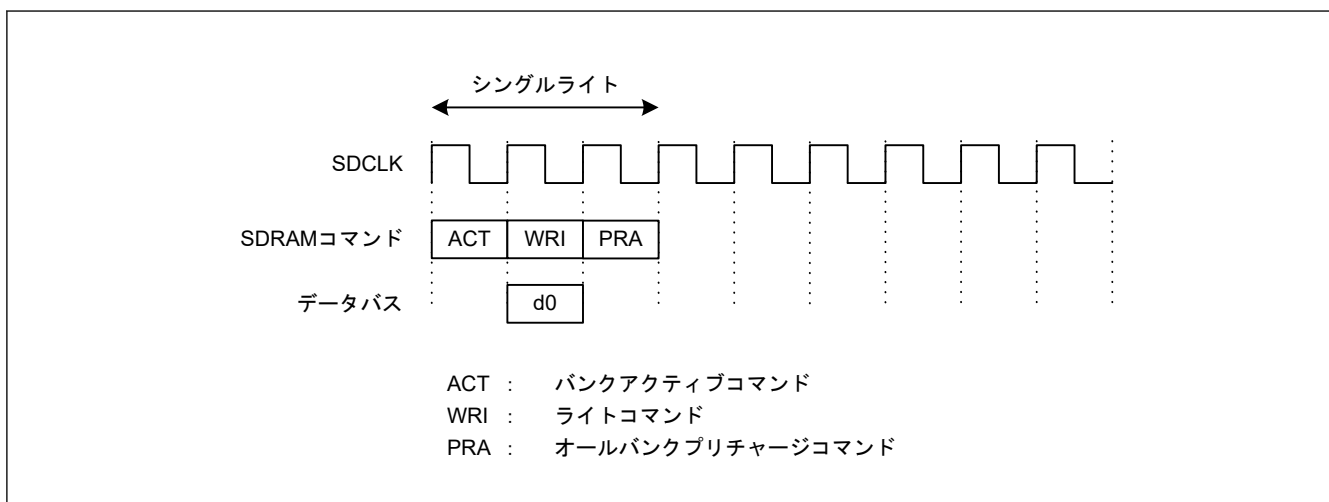 シングルライト
SDCLK
SDRAMコマンド ACT WRI PRA
データバス d0
ACT : バンクアクティブコマンド
WRI : ライトコマンド
PRA : オールバンクプリチャージコマンド